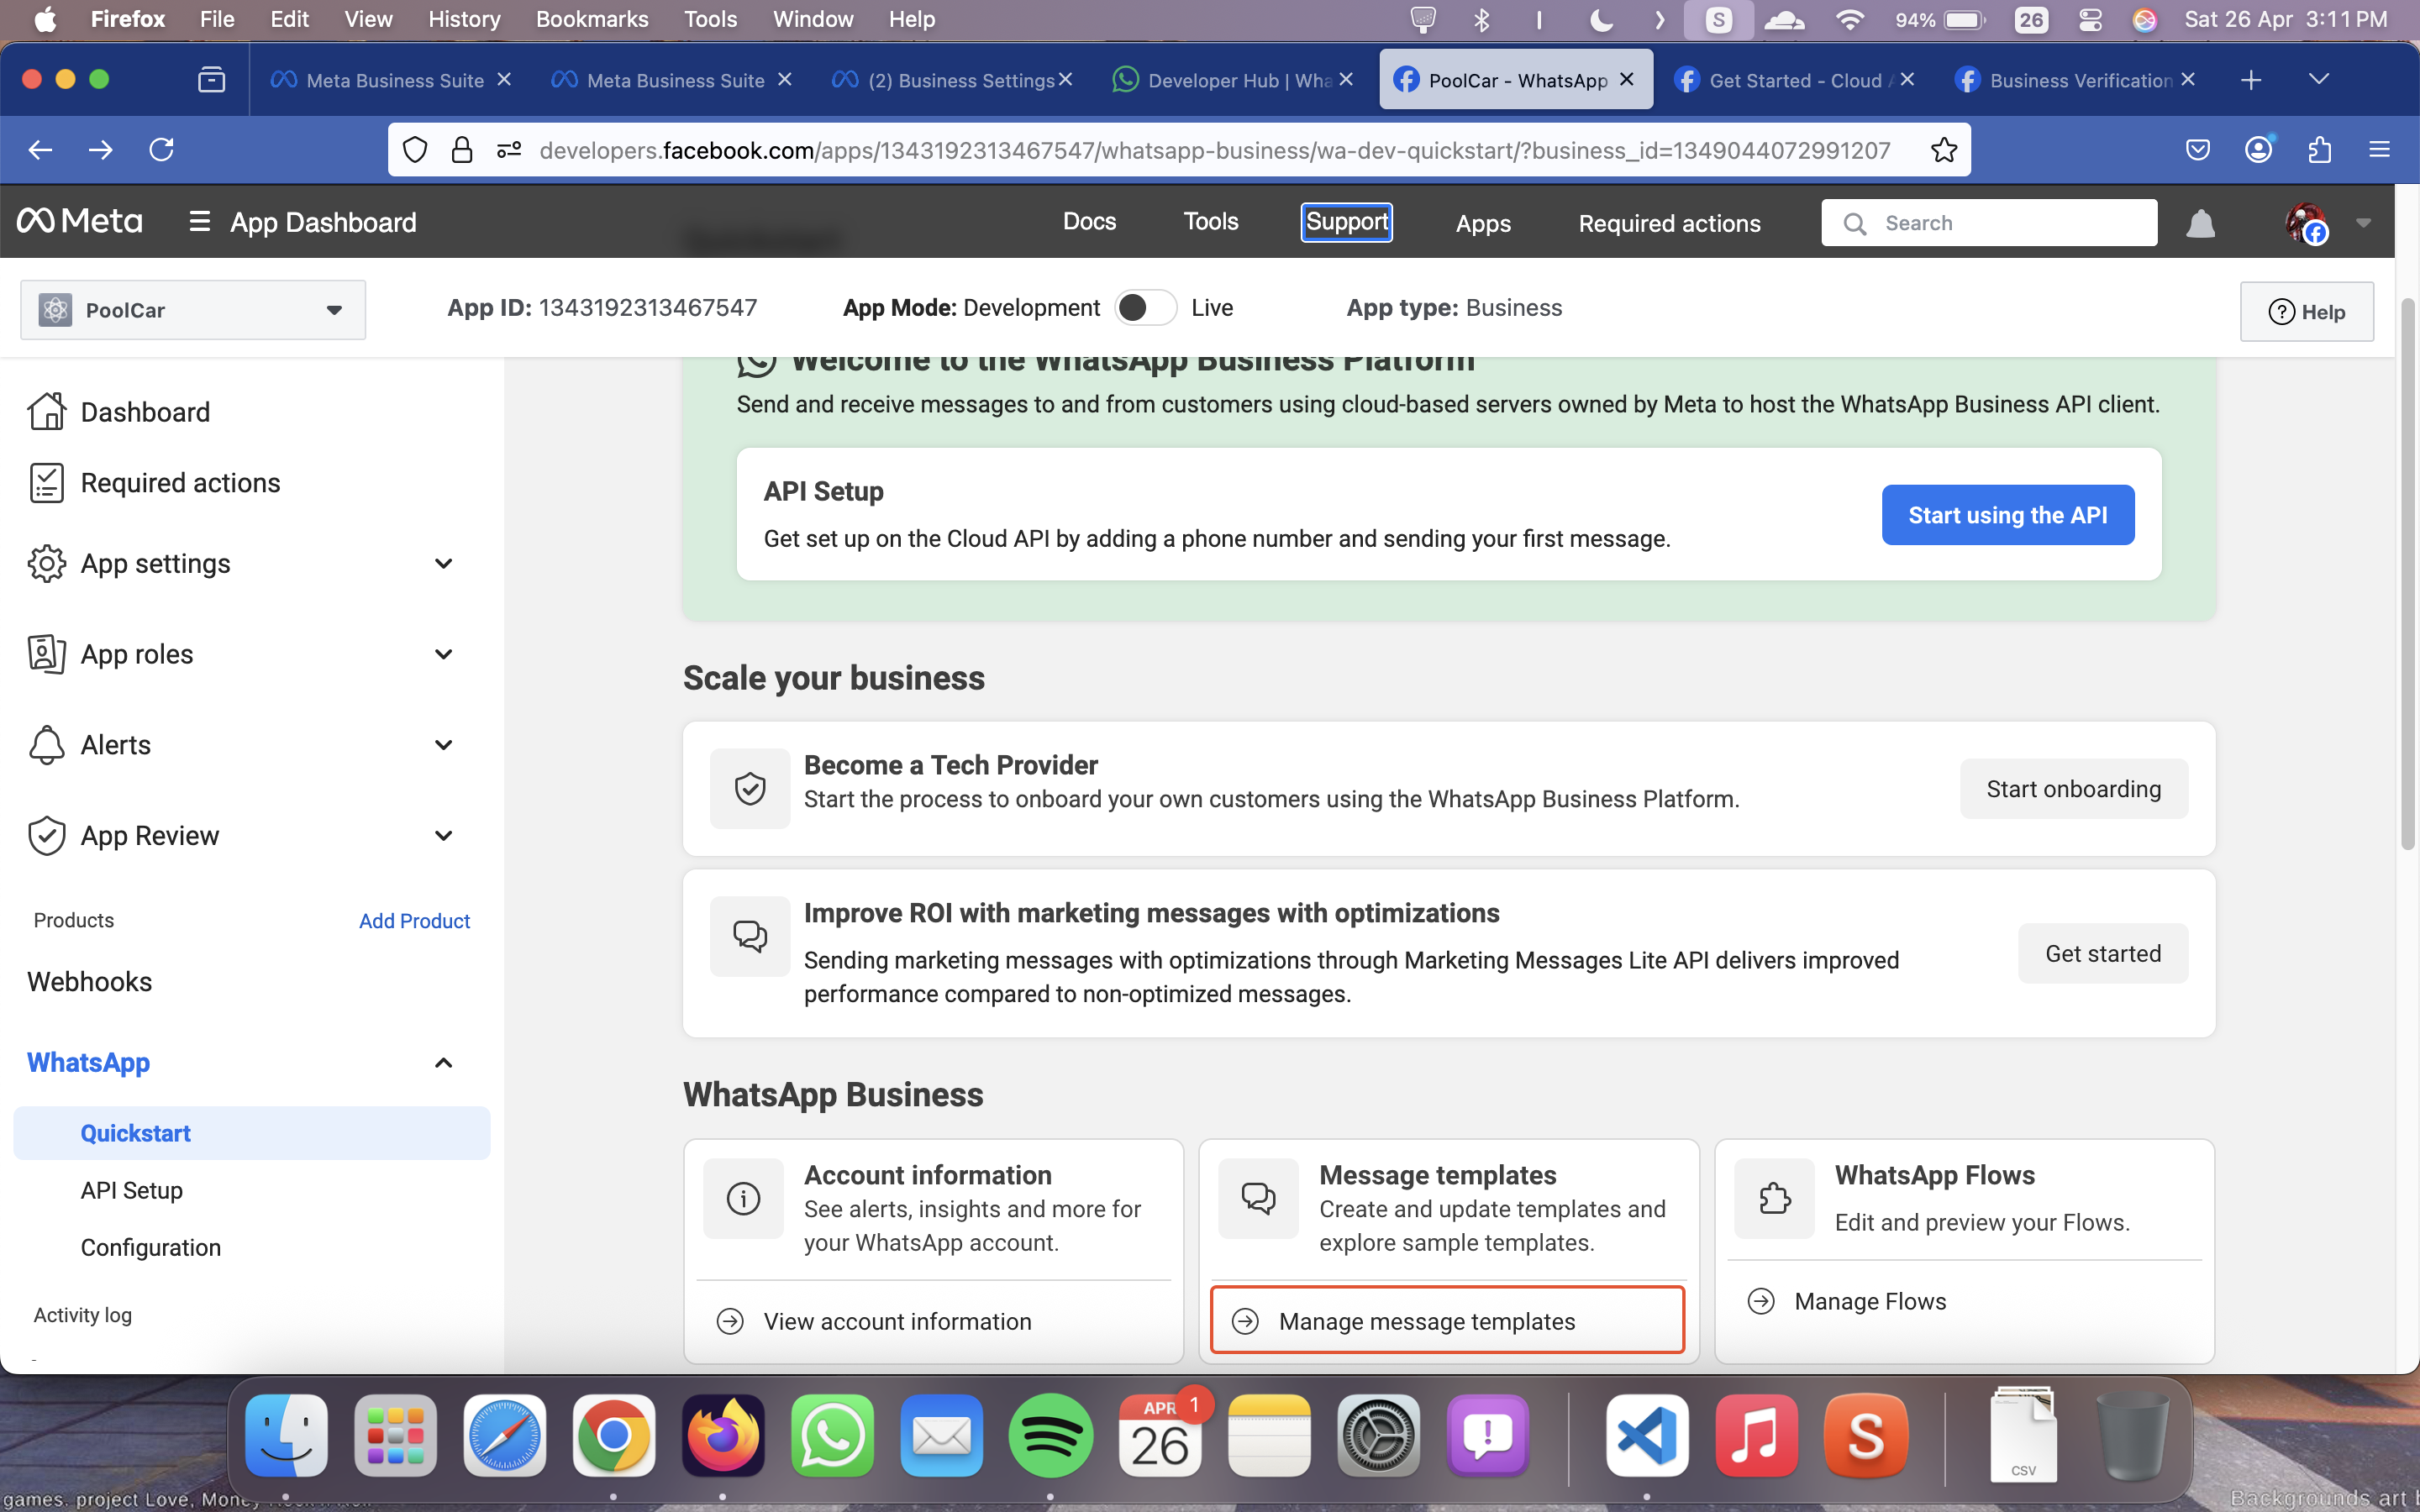 Firefox File Edit View History Bookmarks Tools Window Help S 94% 26 Sat 26 Apr 3:11 PM
Meta Business Suite Meta Business Suite (2) Business Settings Developer Hub | Wha PoolCar - WhatsApp Get Started - Cloud A Business Verification
developers.facebook.com/apps/1343192313467547/whatsapp-business/wa-dev-quickstart/?business_id=1349044072991207
Meta App Dashboard Docs Tools Support Apps Required actions Search
PoolCar App ID: 1343192313467547 App Mode: Development Live App type: Business Help
Welcome to the WhatsApp Business Platform
Send and receive messages to and from customers using cloud-based servers owned by Meta to host the WhatsApp Business API client.
API Setup
Get set up on the Cloud API by adding a phone number and sending your first message.
Start using the API
Dashboard
Required actions
App settings
App roles
Alerts
App Review
Products Add Product
Webhooks
WhatsApp
Quickstart
API Setup
Configuration
Activity log
Scale your business
Become a Tech Provider
Start the process to onboard your own customers using the WhatsApp Business Platform.
Start onboarding
Improve ROI with marketing messages with optimizations
Sending marketing messages with optimizations through Marketing Messages Lite API delivers improved
performance compared to non-optimized messages.
Get started
WhatsApp Business
Account information
See alerts, insights and more for
your WhatsApp account.
View account information
Message templates
Create and update templates and
explore sample templates.
Manage message templates
WhatsApp Flows
Edit and preview your Flows.
Manage Flows
APR 1
26
S
CSV
games. project Love, Money
Backgrounds art